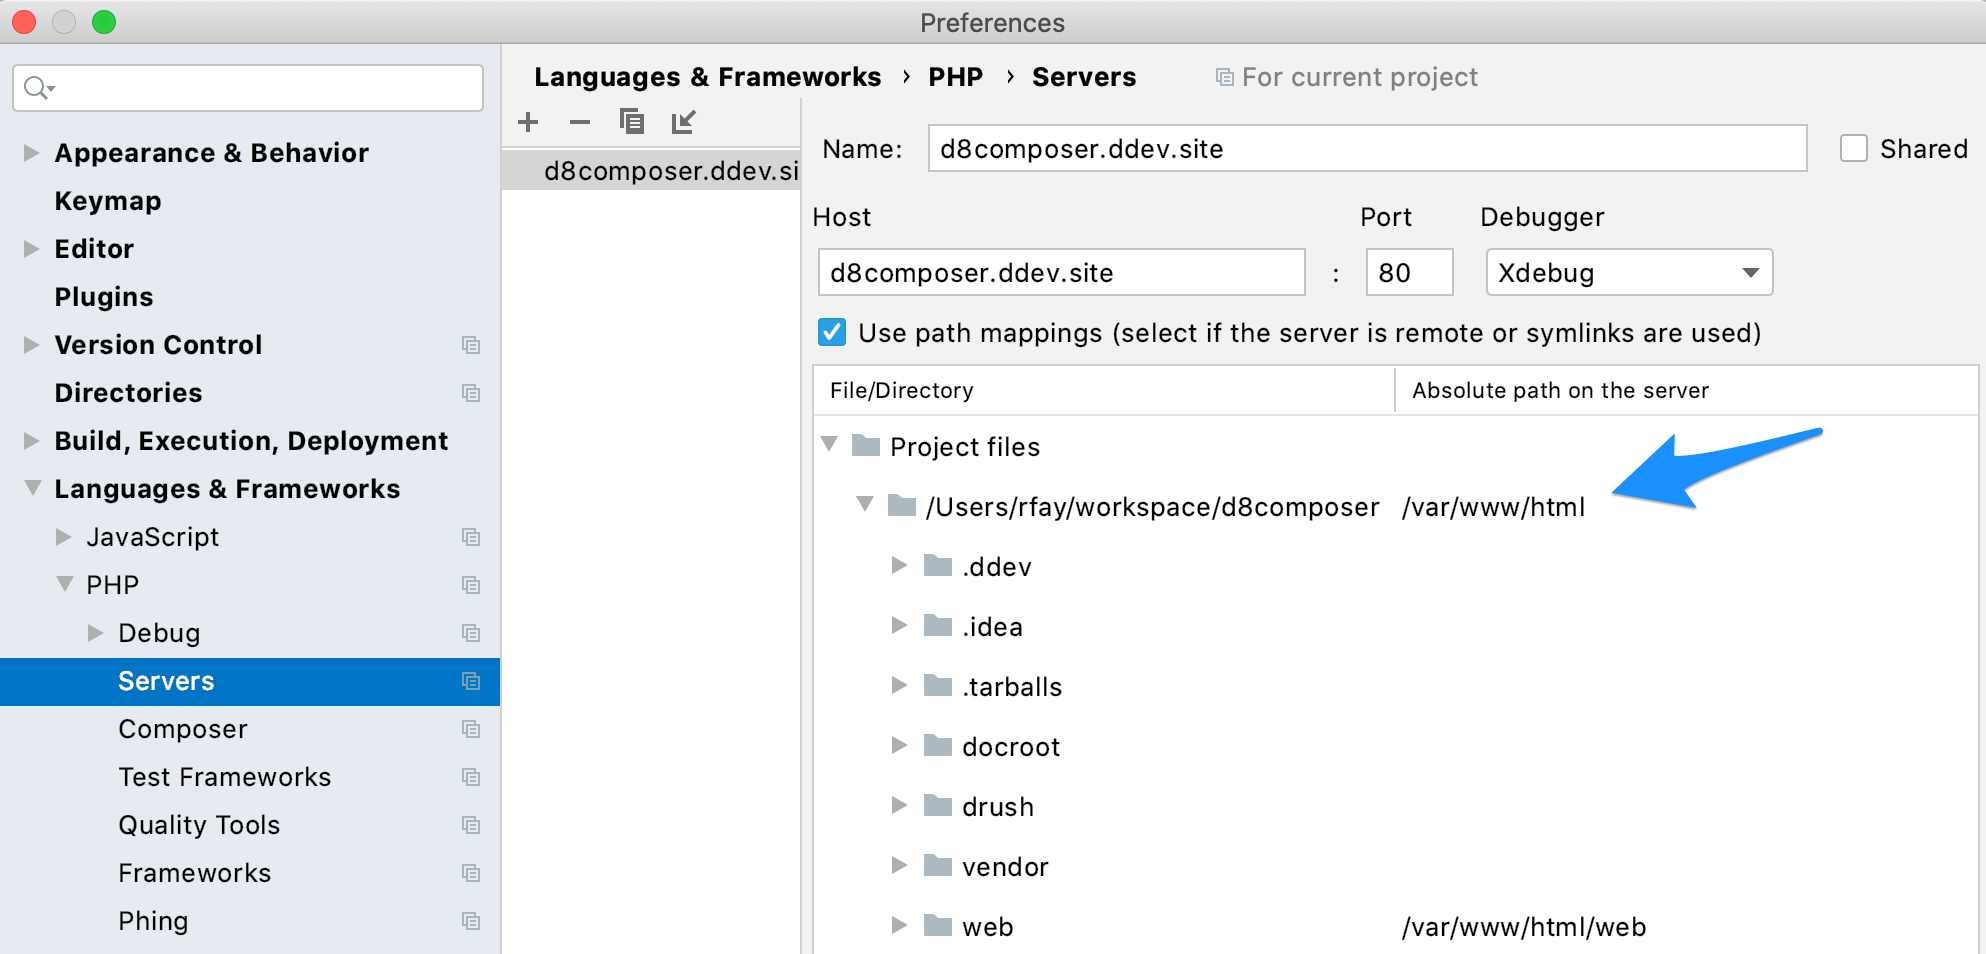 Preferences
Languages & Frameworks › PHP › Servers For current project
Appearance & Behavior
Keymap
Editor
Plugins
Version Control
Directories
Build, Execution, Deployment
Languages & Frameworks
JavaScript
PHP
Debug
Servers
Composer
Test Frameworks
Quality Tools
Frameworks
Phing
d8composer.ddev.si
Name: d8composer.ddev.site Shared
Host Port Debugger
d8composer.ddev.site : 80 Xdebug
Use path mappings (select if the server is remote or symlinks are used)
File/Directory Absolute path on the server
Project files
/Users/rfay/workspace/d8composer /var/www/html
.ddev
.idea
.tarballs
docroot
drush
vendor
web /var/www/html/web